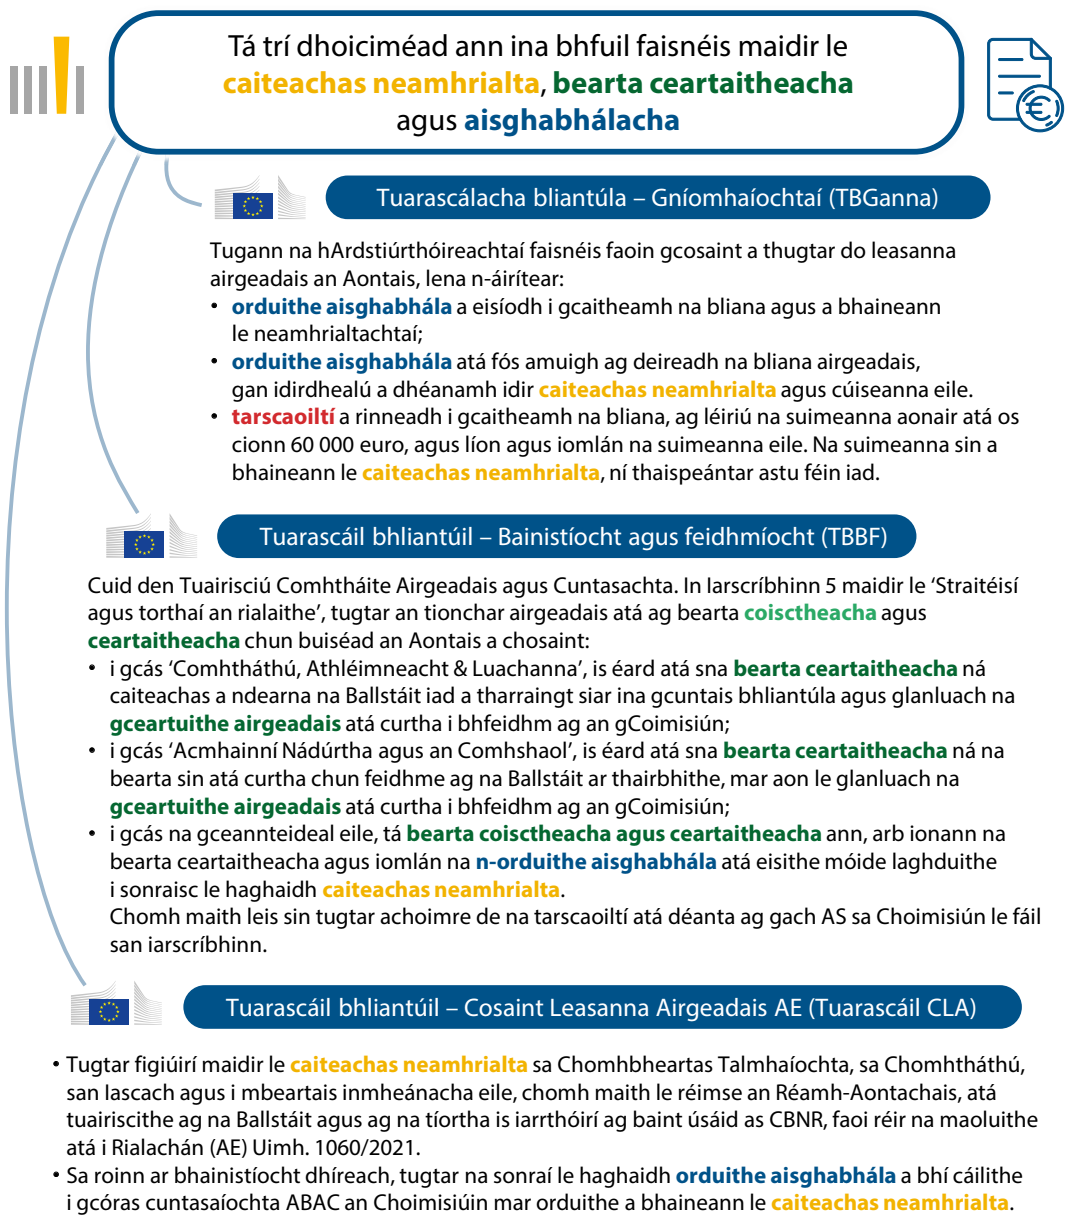 Tá trí dhoiciméad ann ina bhfuil faisnéis maidir le
caiteachas neamhrialta, bearta ceartaitheacha
agus aisghabhálacha
Tuarascálacha bliantúla – Gníomhaíochtaí (TBGanna)
Tugann na hArdstiúrthóireachtaí faisnéis faoin gcosaint a thugtar do leasanna
airgeadais an Aontais, lena n-áirítear:
• orduithe aisghabhála a eisíodh i gcaitheamh na bliana agus a bhaineann
le neamhrialtachtaí;
• orduithe aisghabhála atá fós amuigh ag deireadh na bliana airgeadais,
gan idirdhealú a dhéanamh idir caiteachas neamhrialta agus cúiseanna eile.
• tarscaoiltí a rinneadh i gcaitheamh na bliana, ag léiriú na suimeanna aonair atá os
cionn 60 000 euro, agus líon agus iomlán na suimeanna eile. Na suimeanna sin a
bhaineann le caiteachas neamhrialta, ní thaispeántar astu féin iad.
Tuarascáil bhliantúil – Bainistíocht agus feidhmíocht (TBBF)
Cuid den Tuairisciú Comhtháite Airgeadais agus Cuntasachta. In Iarscríbhinn 5 maidir le ‘Straitéisí
agus torthaí an rialaithe’, tugtar an tionchar airgeadais atá ag bearta coisctheacha agus
ceartaitheacha chun buiséad an Aontais a chosaint:
• i gcás ‘Comhtháthú, Athléimneacht & Luachanna’, is éard atá sna bearta ceartaitheacha ná
caiteachas a ndearna na Ballstáit iad a tharraingt siar ina gcuntais bhliantúla agus glanluach na
gceartuithe airgeadais atá curtha i bhfeidhm ag an gCoimisiún;
• i gcás ‘Acmhainní Nádúrtha agus an Comhshaol’, is éard atá sna bearta ceartaitheacha ná na
bearta sin atá curtha chun feidhme ag na Ballstáit ar thairbhithe, mar aon le glanluach na
gceartuithe airgeadais atá curtha i bhfeidhm ag an gCoimisiún;
• i gcás na gceannteideal eile, tá bearta coisctheacha agus ceartaitheacha ann, arb ionann na
bearta ceartaitheacha agus iomlán na n-orduithe aisghabhála atá eisithe móide laghduithe
i sonraisc le haghaidh caiteachas neamhrialta.
Chomh maith leis sin tugtar achoimre de na tarscaoiltí atá déanta ag gach AS sa Choimisiún le fáil
san iarscríbhinn.
Tuarascáil bhliantúil – Cosaint Leasanna Airgeadais AE (Tuarascáil CLA)
• Tugtar figiúirí maidir le caiteachas neamhrialta sa Chomhbheartas Talmhaíochta, sa Chomhtháthú,
san Iascach agus i mbeartais inmheánacha eile, chomh maith le réimse an Réamh-Aontachais, atá
tuairiscithe ag na Ballstáit agus ag na tíortha is iarrthóirí ag baint úsáid as CBNR, faoi réir na maoluithe
atá i Rialachán (AE) Uimh. 1060/2021.
• Sa roinn ar bhainistíocht dhíreach, tugtar na sonraí le haghaidh orduithe aisghabhála a bhí cáilithe
i gcóras cuntasaíochta ABAC an Choimisiúin mar orduithe a bhaineann le caiteachas neamhrialta.